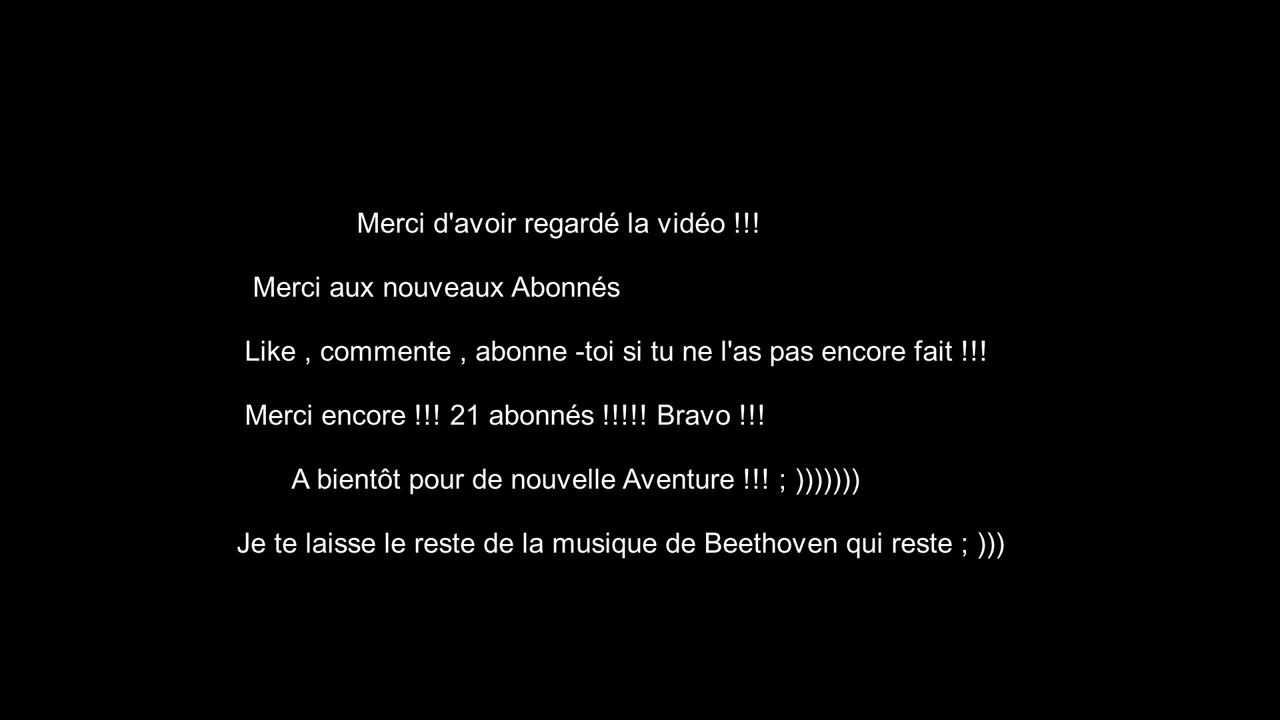 Merci d'avoir regardé la vidéo !!!
Merci aux nouveaux Abonnés
Like , commente , abonne -toi si tu ne l'as pas encore fait !!!
Merci encore !!! 21 abonnés !!!!! Bravo !!!
A bientôt pour de nouvelle Aventure !!! ; )))))))
Je te laisse le reste de la musique de Beethoven qui reste ; )))